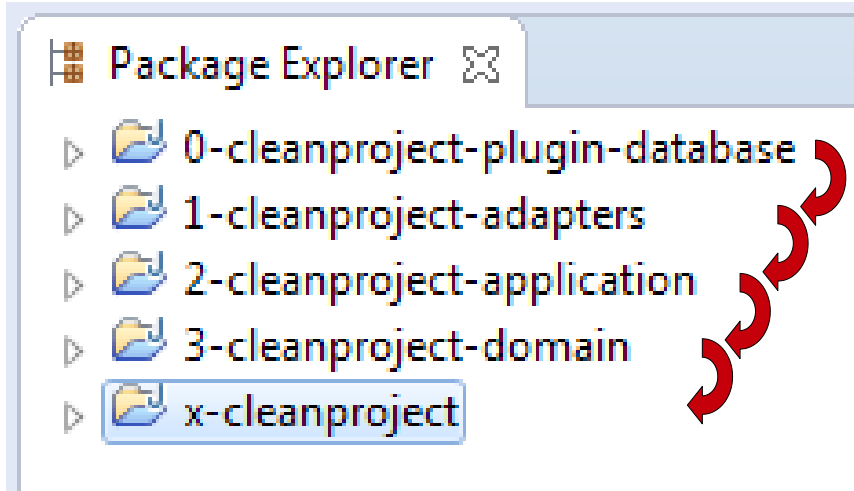 Package Explorer
0-cleanproject-plugin-database
1-cleanproject-adapters
2-cleanproject-application
3-cleanproject-domain
x-cleanproject